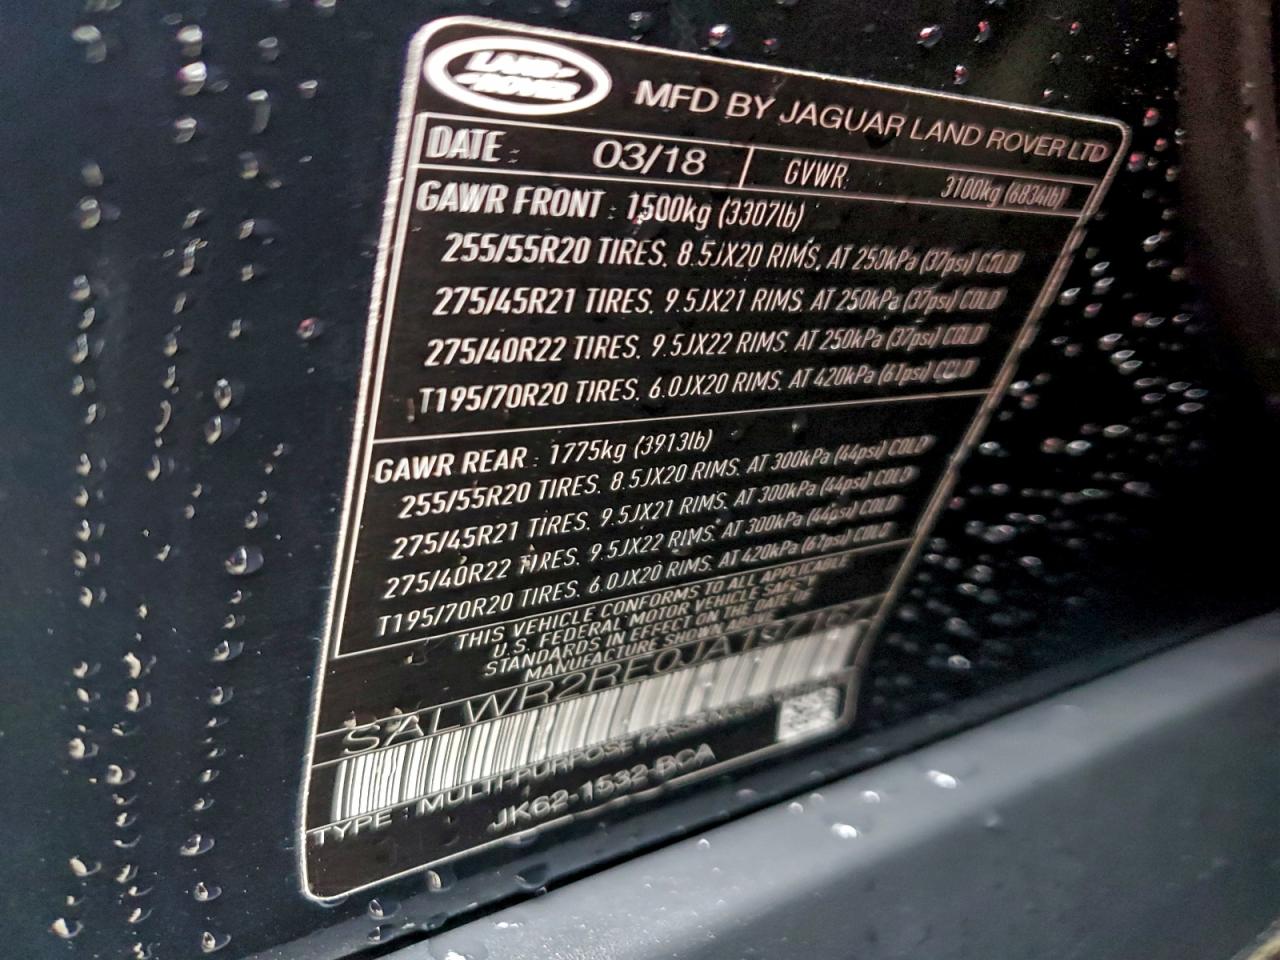 LAND ROVER
MFD BY JAGUAR LAND ROVER LTD
DATE : 03/18 GVWR: 3100kg (6834lb)
GAWR FRONT : 1500kg (3307lb)
255/55R20 TIRES, 8.5JX20 RIMS, AT 250kPa (37psi) COLD
275/45R21 TIRES, 9.5JX21 RIMS, AT 250kPa (37psi) COLD
275/40R22 TIRES, 9.5JX22 RIMS, AT 250kPa (37psi) COLD
T195/70R20 TIRES, 6.0JX20 RIMS, AT 420kPa (61psi) COLD
GAWR REAR : 1775kg (3913lb)
255/55R20 TIRES, 8.5JX20 RIMS, AT 300kPa (44psi) COLD
275/45R21 TIRES, 9.5JX21 RIMS, AT 300kPa (44psi) COLD
275/40R22 TIRES, 9.5JX22 RIMS, AT 300kPa (44psi) COLD
T195/70R20 TIRES, 6.0JX20 RIMS, AT 420kPa (61psi) COLD
THIS VEHICLE CONFORMS TO ALL APPLICABLE
U.S. FEDERAL MOTOR VEHICLE SAFETY
STANDARDS IN EFFECT ON THE DATE OF
MANUFACTURE SHOWN ABOVE
SALWR2RE0JA197167
TYPE : MULTI-PURPOSE PASSENGER
JK62-1532-BCA